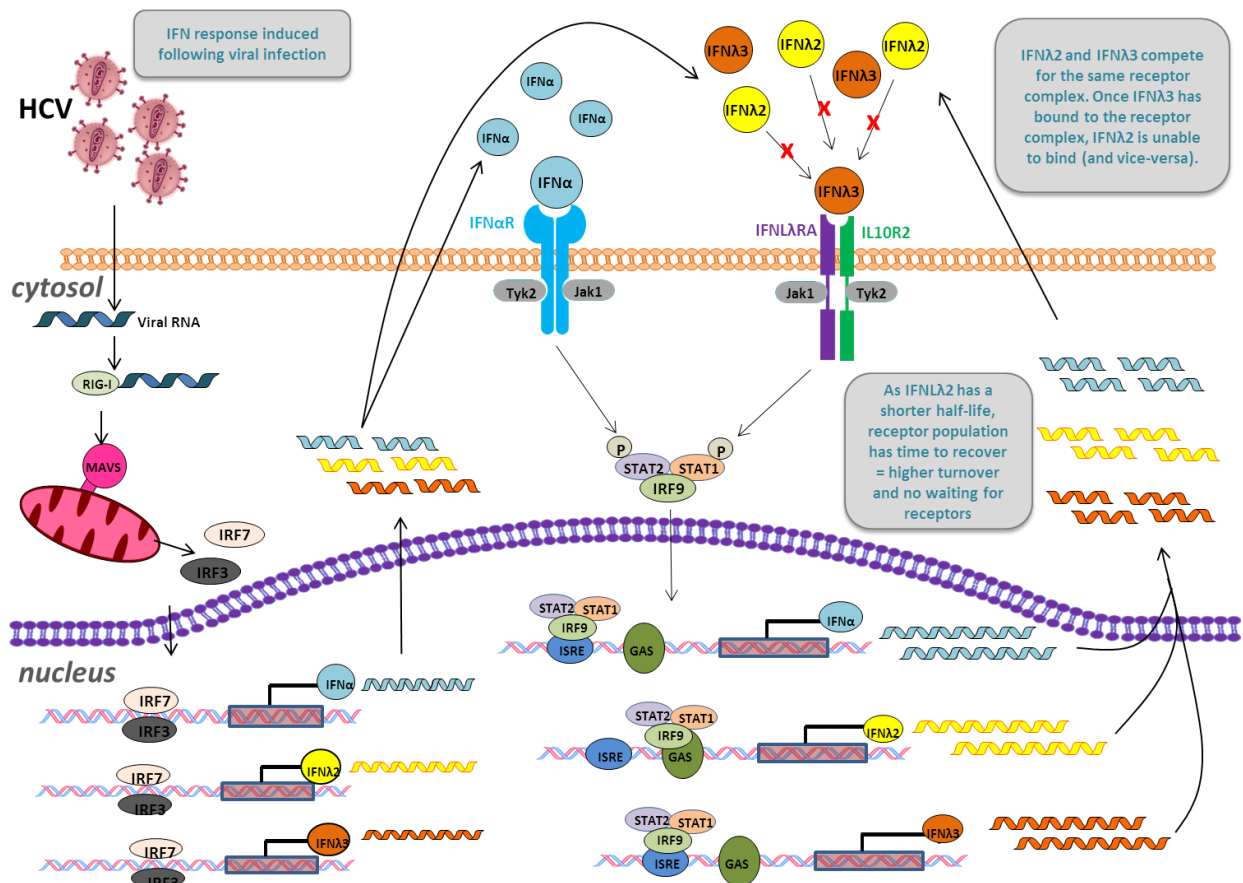 IFN response induced
following viral infection
HCV
IFNα
IFNα
IFNα
IFNα
IFNαR
Tyk2
Jak1
IFNλ3
IFNλ2
IFNλ2
IFNλ3
IFNλ2
X
X
X
IFNλ3
IFNLλRA
IL10R2
Jak1
Tyk2
IFNλ2 and IFNλ3 compete
for the same receptor
complex. Once IFNλ3 has
bound to the receptor
complex, IFNλ2 is unable
to bind (and vice-versa).
cytosol
Viral RNA
RIG-I
MAVS
IRF7
IRF3
P
P
STAT2
STAT1
IRF9
As IFNLλ2 has a
shorter half-life,
receptor population
has time to recover
= higher turnover
and no waiting for
receptors
nucleus
IRF7
IRF3
IFNα
IRF7
IRF3
IFNλ2
IRF7
IRF3
IFNλ3
STAT2
STAT1
IRF9
ISRE
GAS
IFNα
STAT2
STAT1
IRF9
ISRE
GAS
IFNλ2
STAT2
STAT1
IRF9
ISRE
GAS
IFNλ3